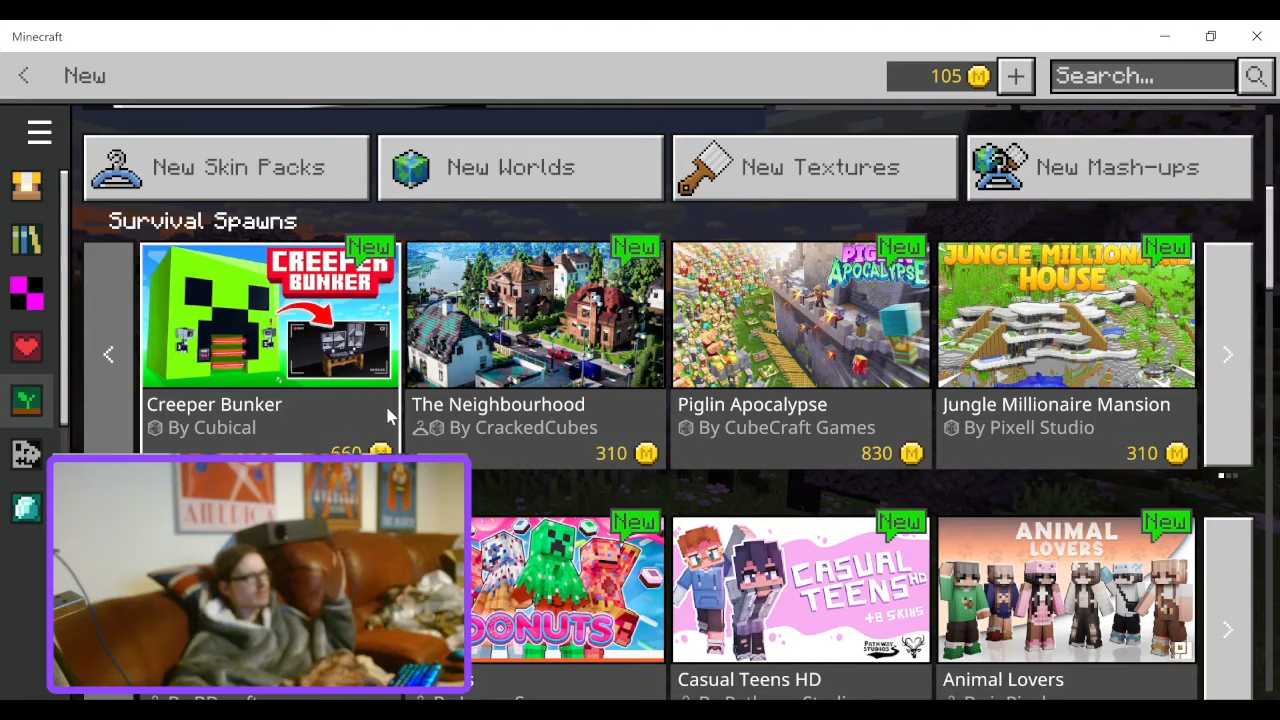 Minecraft
New
105
Search...
New Skin Packs
New Worlds
New Textures
New Mash-ups
Survival Spawns
New
New
New
New
CREEPER
BUNKER
PIGLIN
APOCALYPSE
JUNGLE MILLIONAIRE
HOUSE
Creeper Bunker
The Neighbourhood
Piglin Apocalypse
Jungle Millionaire Mansion
By Cubical
By CrackedCubes
By CubeCraft Games
By Pixell Studio
660
310
830
310
AMERICA
New
New
New
DONUTS
CASUAL
TEENS HD
+8 SKINS
PATHWAY
STUDIOS
ANIMAL
LOVERS
Casual Teens HD
Animal Lovers